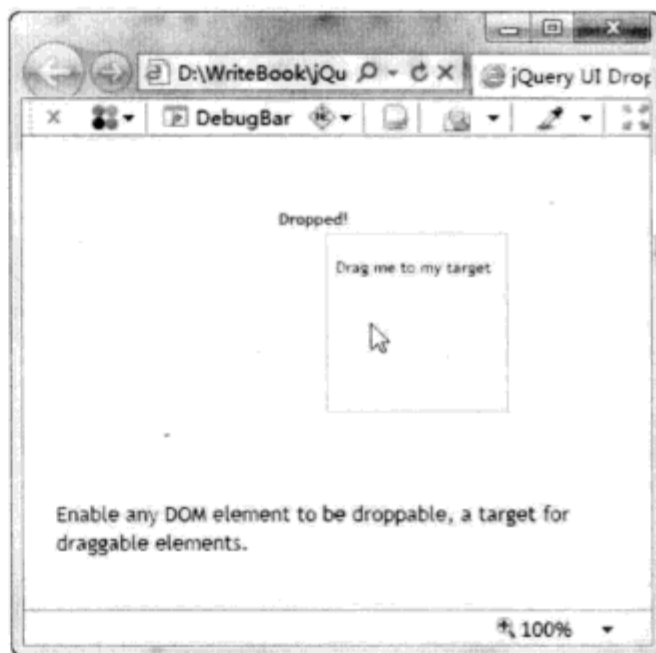 D:\WriteBook\jQu
jQuery UI Drop
DebugBar
Dropped!
Drag me to my target
Enable any DOM element to be droppable, a target for
draggable elements.
100%